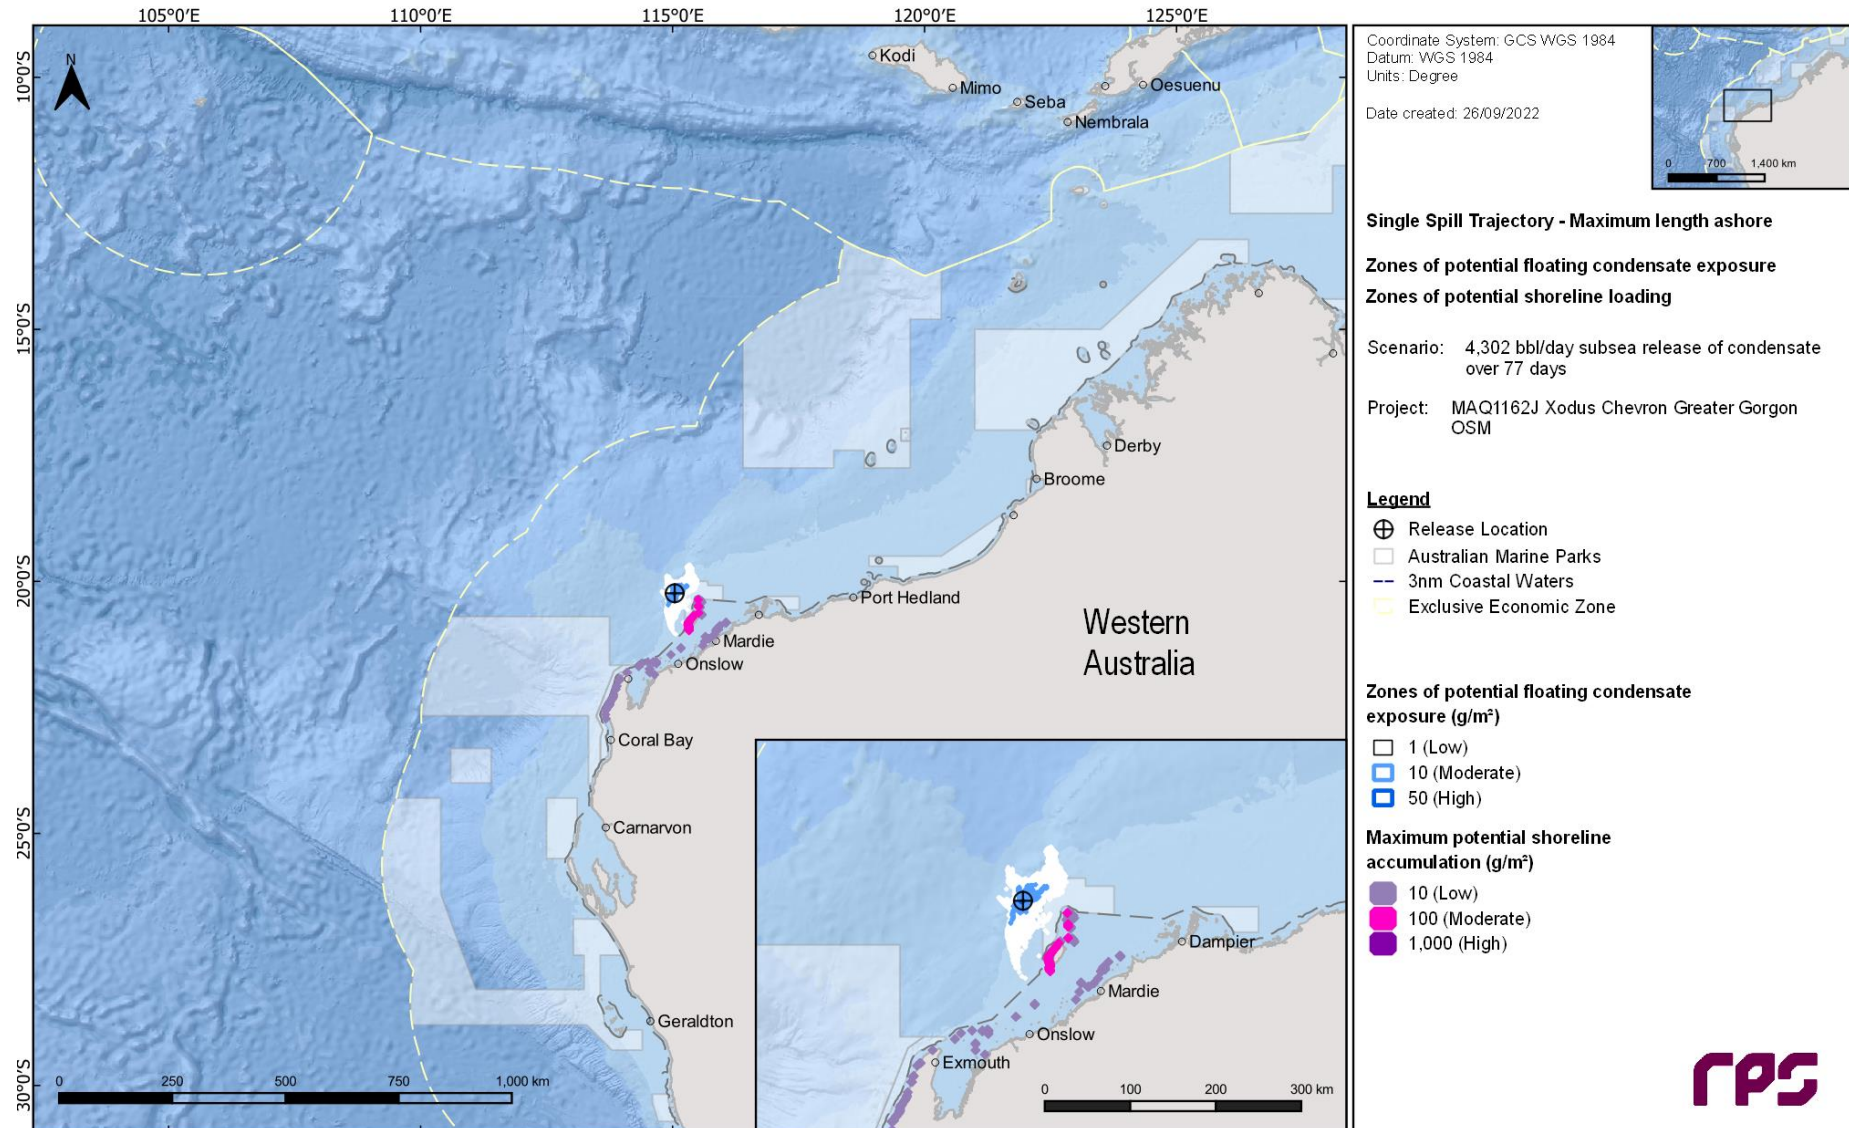 105°0'E 110°0'E 115°0'E 120°0'E 125°0'E
10°0'S
15°0'S
20°0'S
25°0'S
30°0'S
N
Kodi
Mimo
Seba
Oesuenu
Nembrala
Derby
Broome
Port Hedland
Mardie
Onslow
Western
Australia
Coral Bay
Carnarvon
Geraldton
0 250 500 750 1,000 km
Dampier
Mardie
Onslow
Exmouth
0 100 200 300 km
Coordinate System: GCS WGS 1984
Datum: WGS 1984
Units: Degree
Date created: 26/09/2022
0 700 1,400 km
Single Spill Trajectory - Maximum length ashore
Zones of potential floating condensate exposure
Zones of potential shoreline loading
Scenario: 4,302 bbl/day subsea release of condensate
over 77 days
Project: MAQ1162J Xodus Chevron Greater Gorgon
OSM
Legend
Release Location
Australian Marine Parks
3nm Coastal Waters
Exclusive Economic Zone
Zones of potential floating condensate
exposure (g/m²)
1 (Low)
10 (Moderate)
50 (High)
Maximum potential shoreline
accumulation (g/m²)
10 (Low)
100 (Moderate)
1,000 (High)
rps